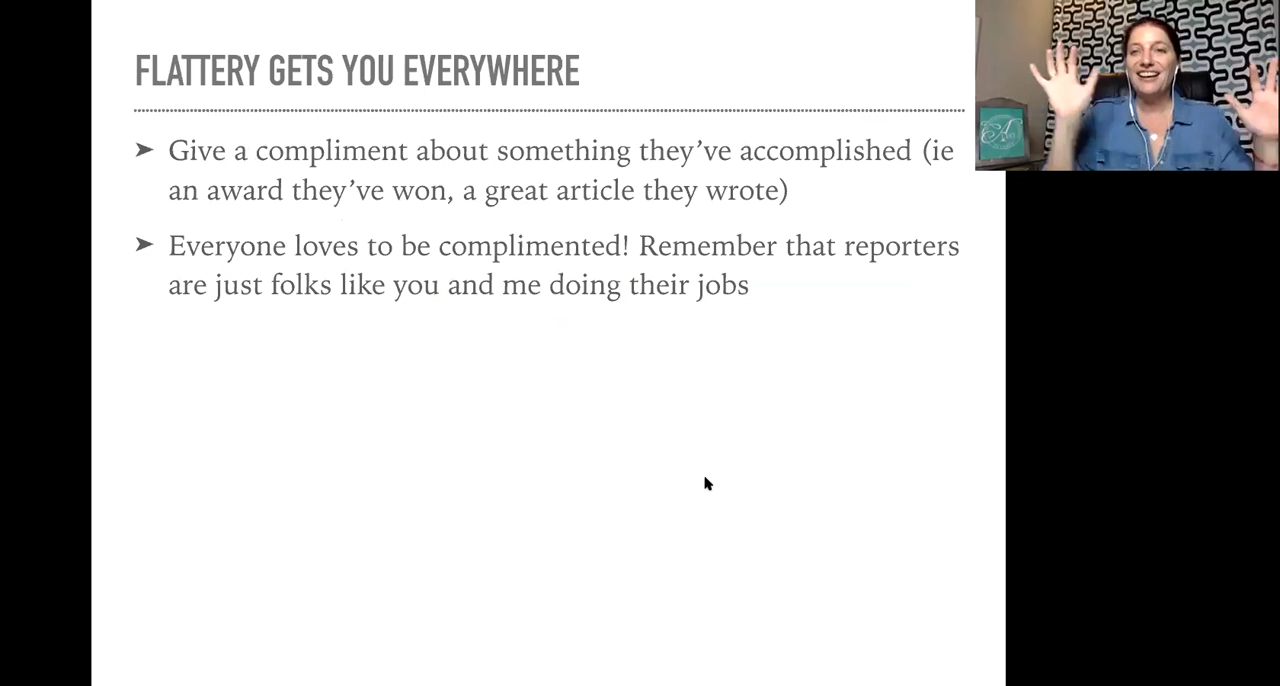 FLATTERY GETS YOU EVERYWHERE
➤ Give a compliment about something they’ve accomplished (ie
an award they’ve won, a great article they wrote)
➤ Everyone loves to be complimented! Remember that reporters
are just folks like you and me doing their jobs